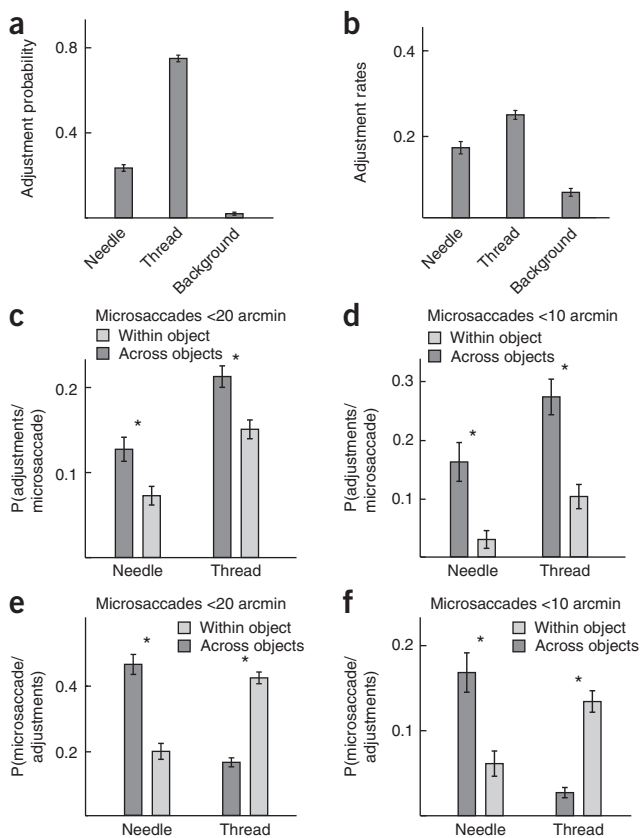 a
Adjustment probability
0.8
0.4
Needle
Thread
Background
b
Adjustment rates
0.4
0.2
Needle
Thread
Background
c
Microsaccades <20 arcmin
Within object
Across objects
P(adjustments/
microsaccade)
0.2
0.1
*
*
Needle
Thread
d
Microsaccades <10 arcmin
Within object
Across objects
P(adjustments/
microsaccade)
0.3
0.2
0.1
*
*
Needle
Thread
e
Microsaccades <20 arcmin
Within object
Across objects
P(microsaccade/
adjustments)
0.4
0.2
*
*
Needle
Thread
f
Microsaccades <10 arcmin
Within object
Across objects
P(microsaccade/
adjustments)
0.2
0.1
*
*
Needle
Thread